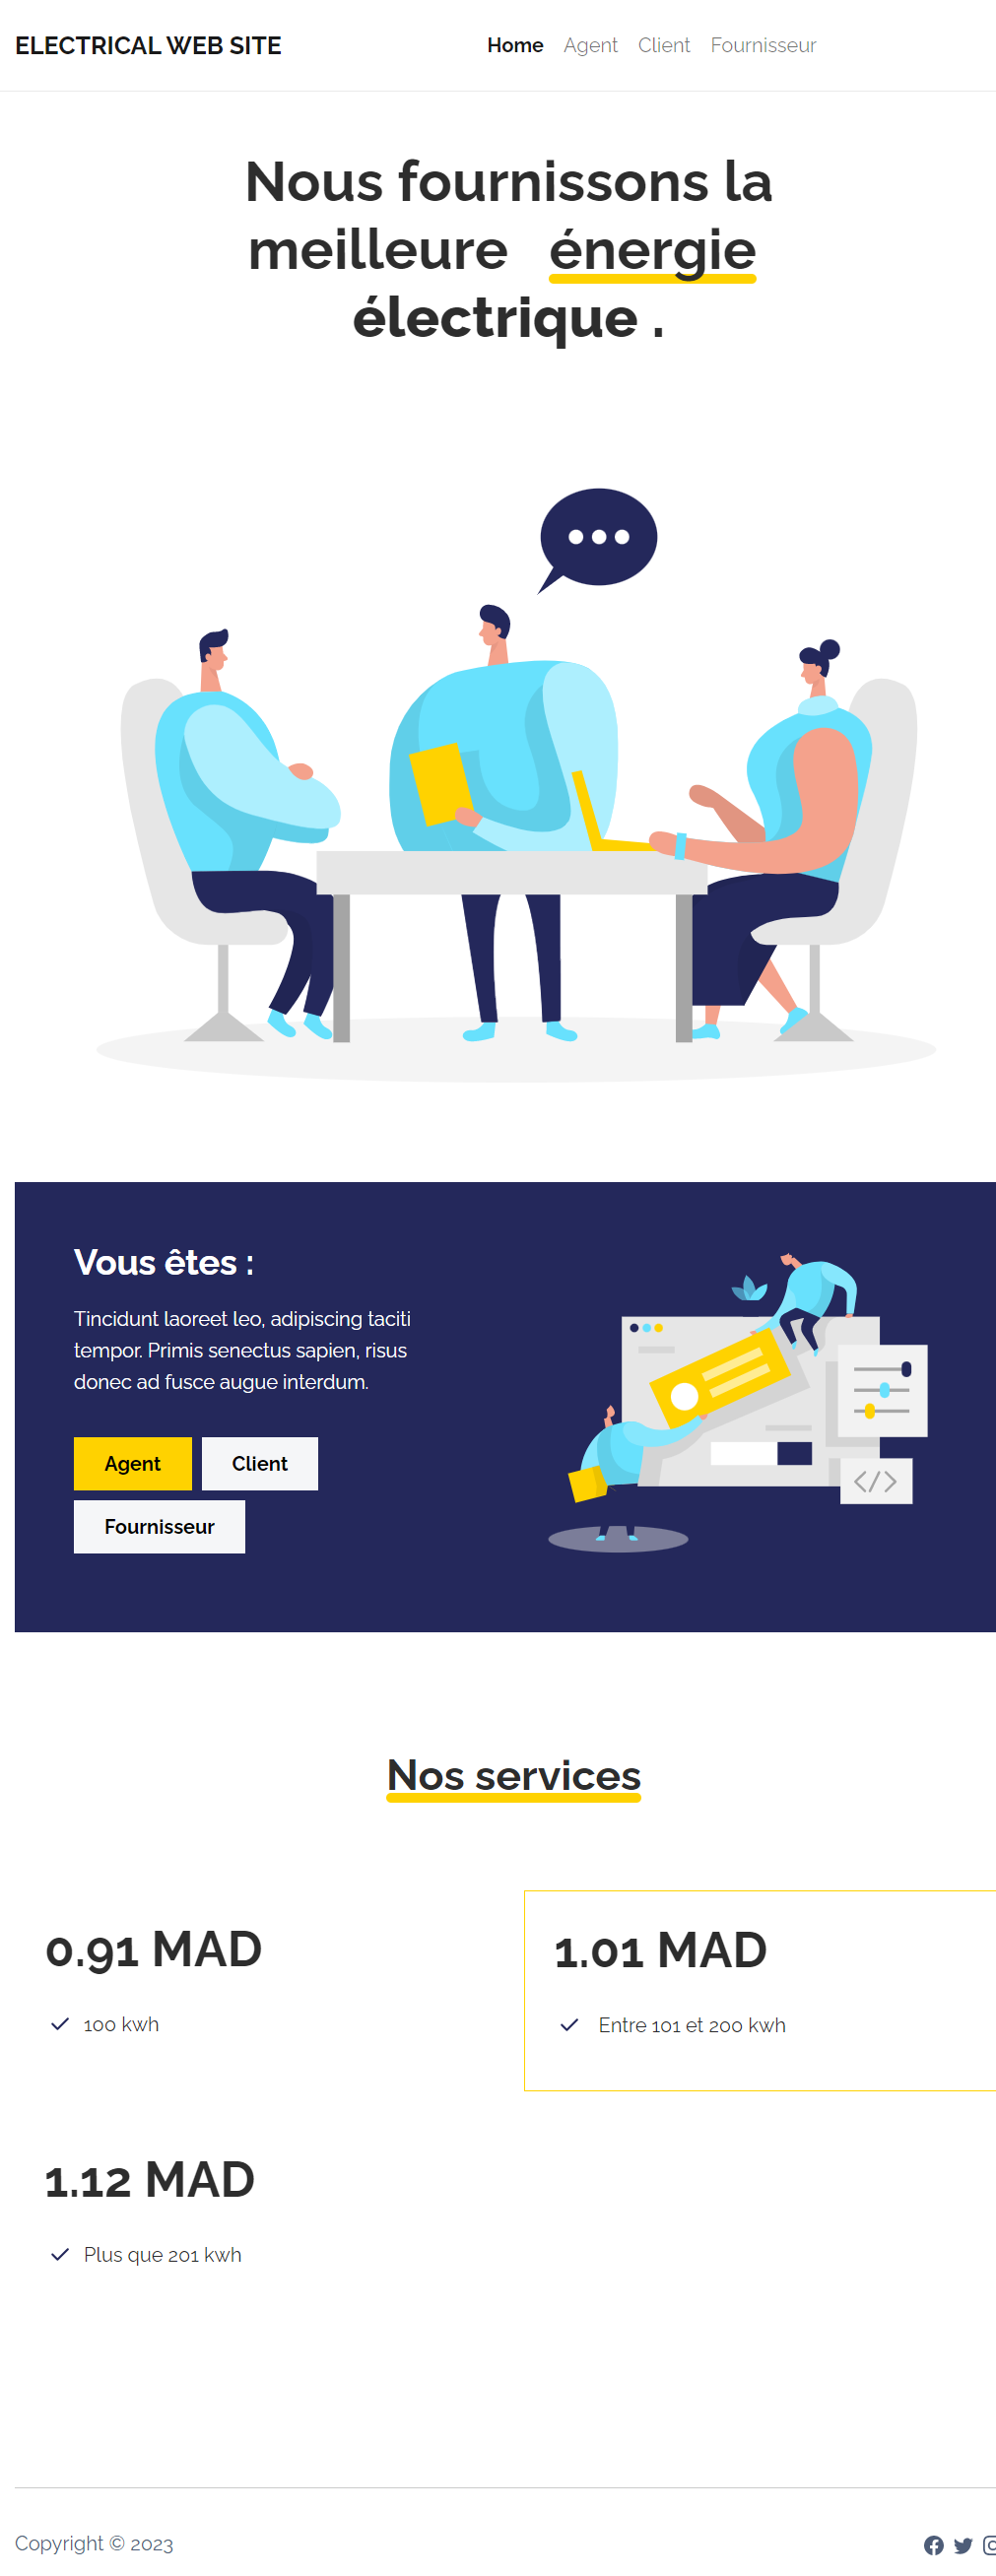 ELECTRICAL WEB SITE
Home Agent Client Fournisseur
Nous fournissons la
meilleure énergie
électrique .
Vous êtes :
Tincidunt laoreet leo, adipiscing taciti
tempor. Primis senectus sapien, risus
donec ad fusce augue interdum.
Agent Client
Fournisseur
</>
Nos services
0.91 MAD
100 kwh
1.01 MAD
Entre 101 et 200 kwh
1.12 MAD
Plus que 201 kwh
Copyright © 2023